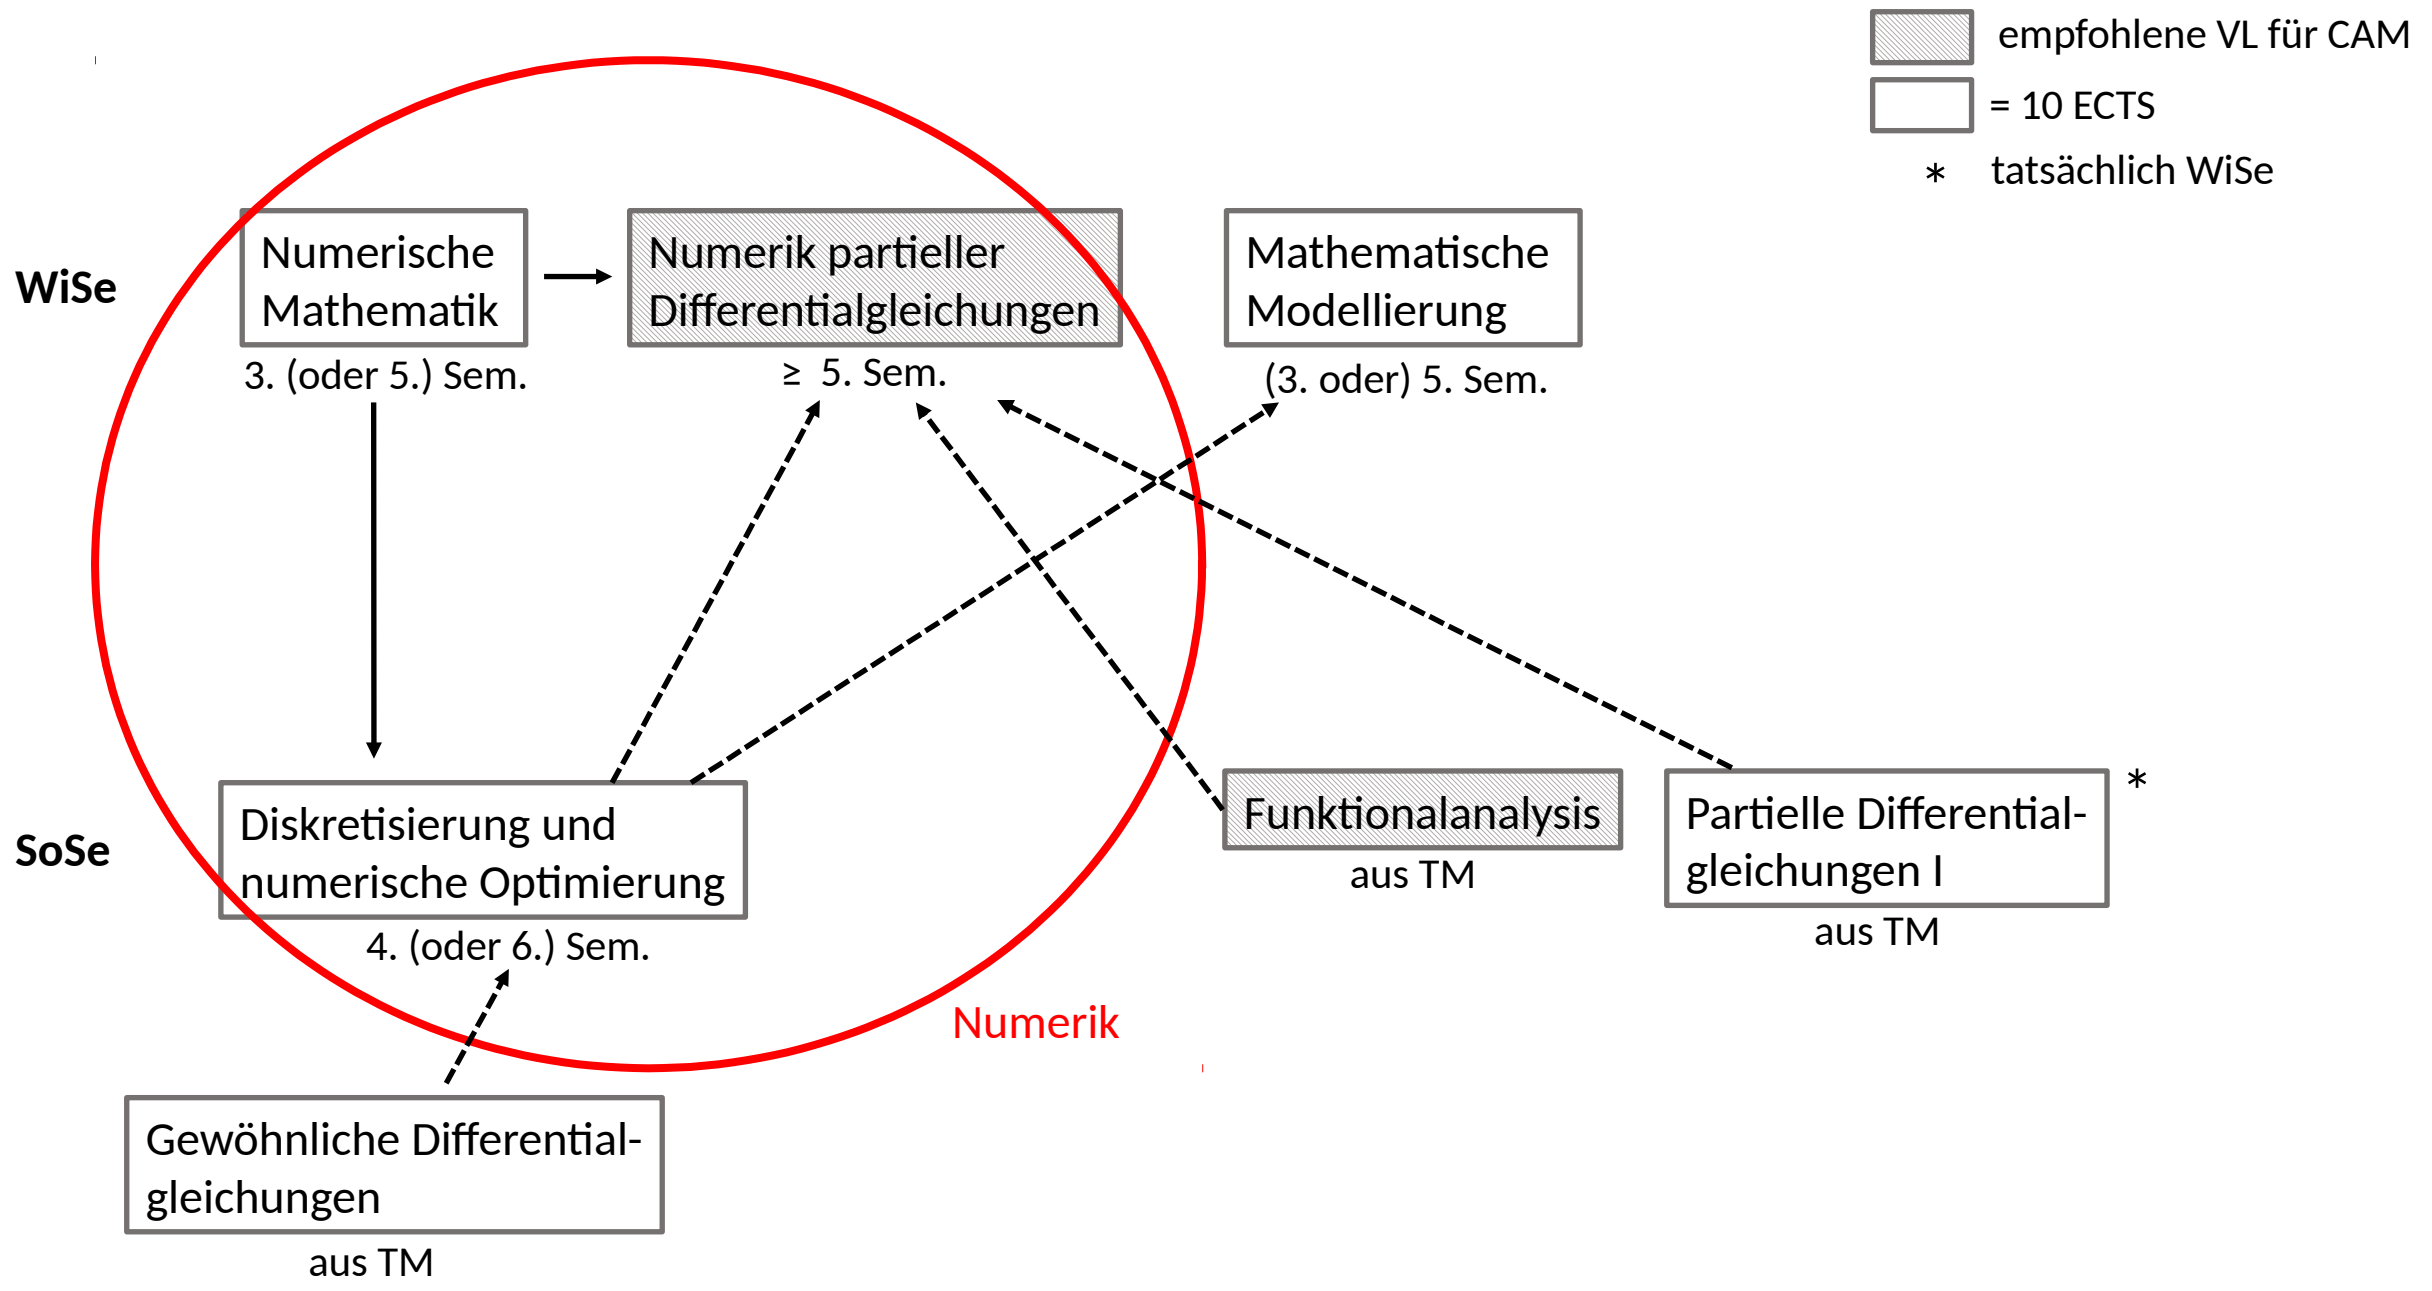 empfohlene VL für CAM
= 10 ECTS
* tatsächlich WiSe
WiSe
Numerische
Mathematik
3. (oder 5.) Sem.
Numerik partieller
Differentialgleichungen
≥ 5. Sem.
Mathematische
Modellierung
(3. oder) 5. Sem.
SoSe
Diskretisierung und
numerische Optimierung
4. (oder 6.) Sem.
Funktionalanalysis
aus TM
Partielle Differential-
gleichungen I
*
aus TM
Numerik
Gewöhnliche Differential-
gleichungen
aus TM